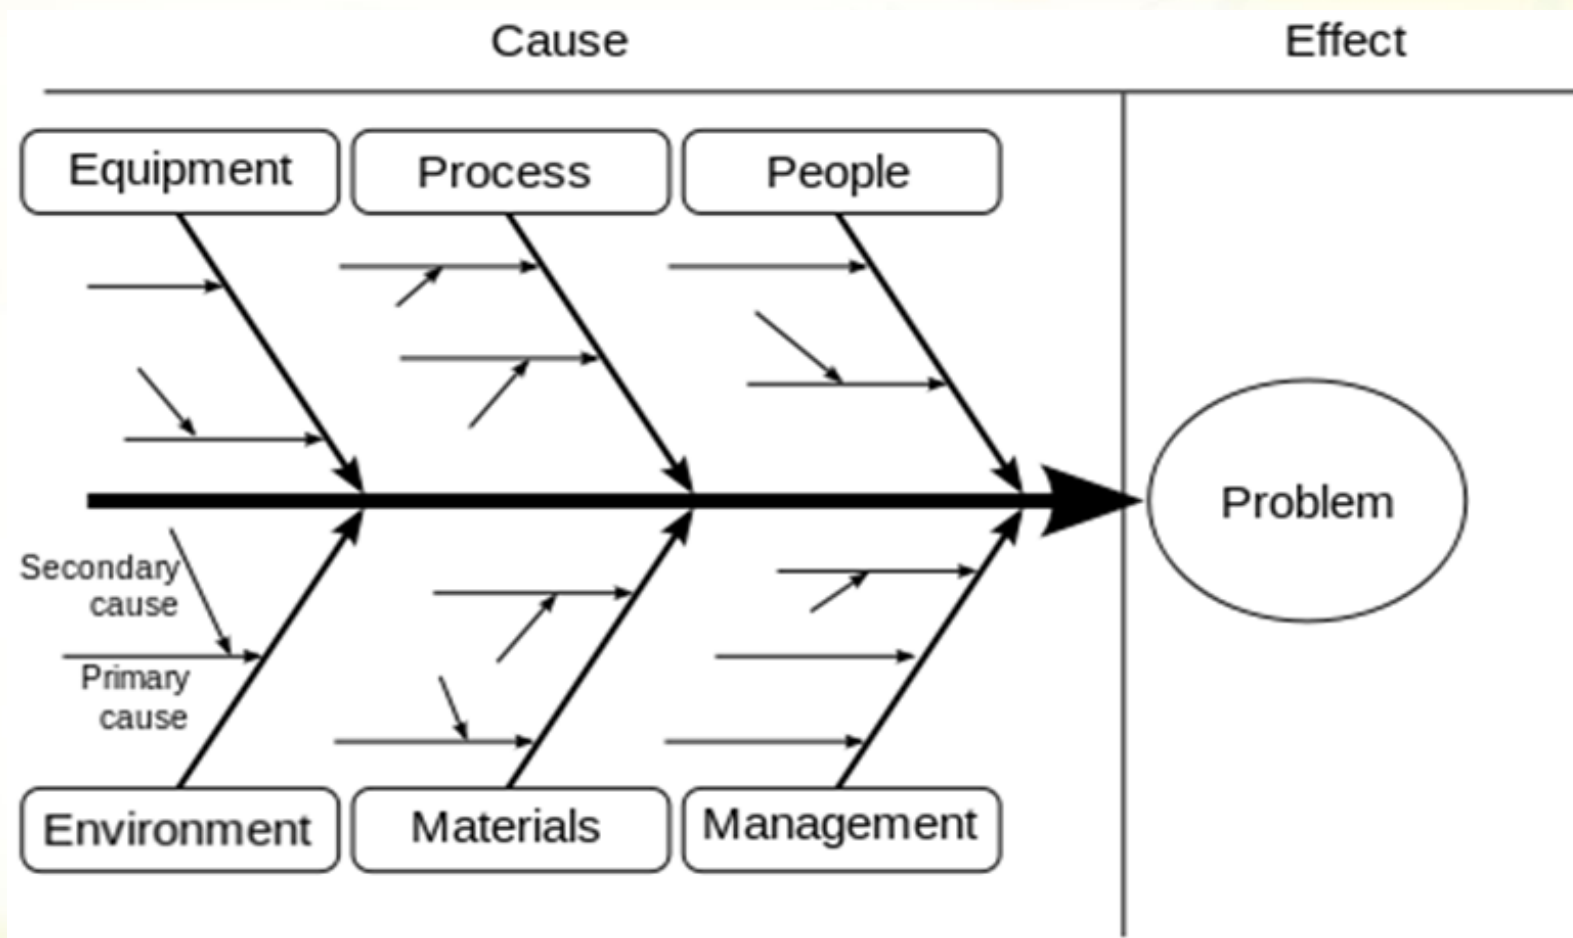 Cause
Effect
Equipment
Process
People
Problem
Secondary
cause
Primary
cause
Environment
Materials
Management